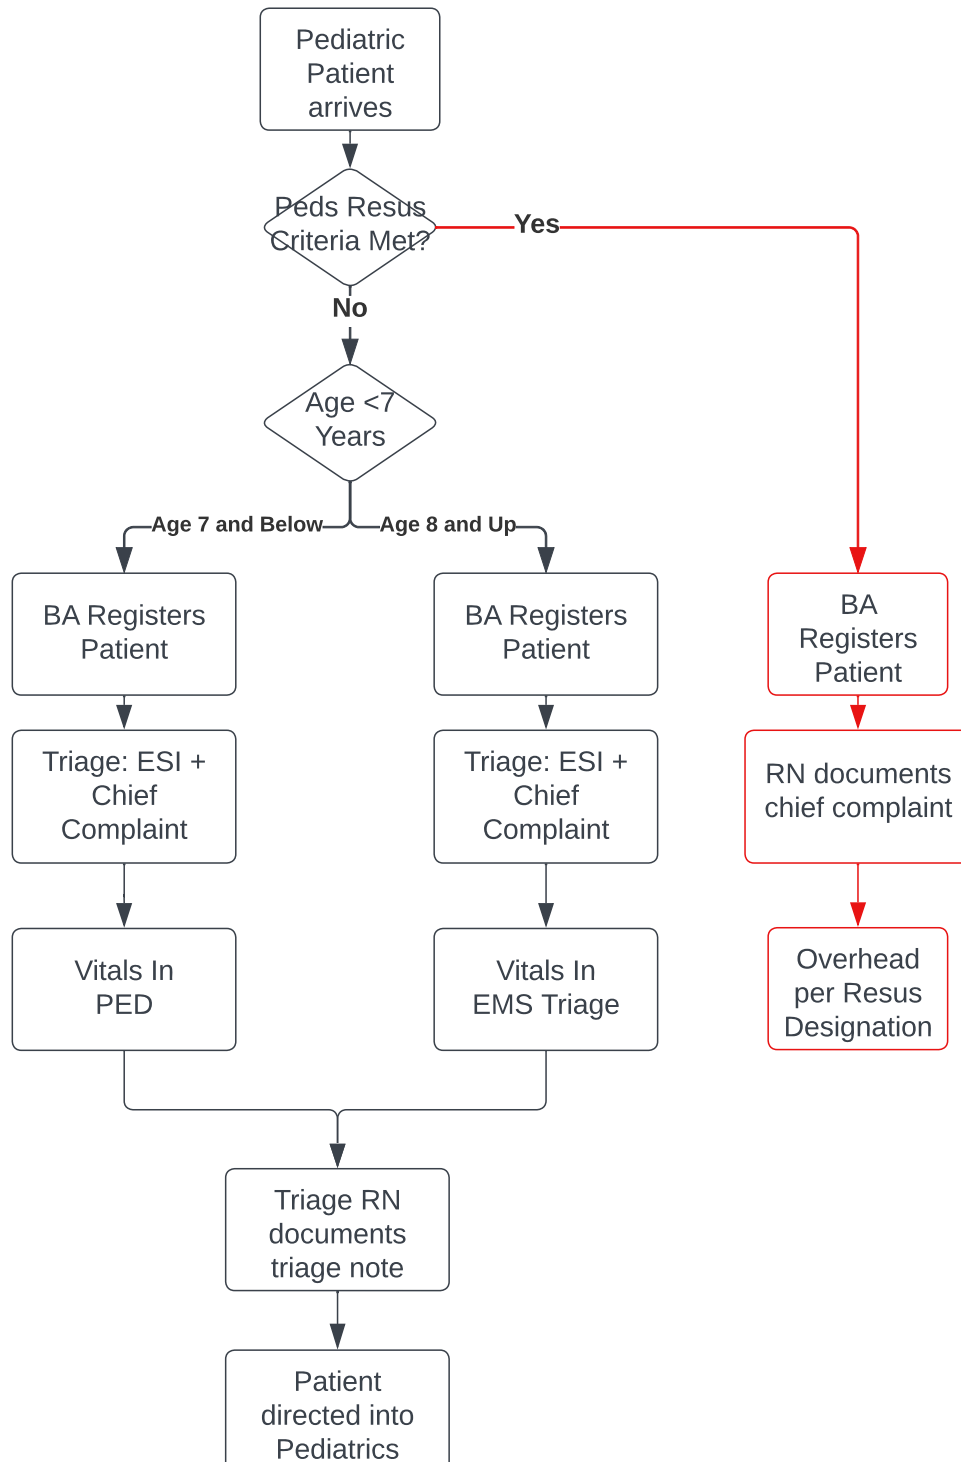 Pediatric
Patient
arrives
Peds Resus
Criteria Met?
Yes
No
Age <7
Years
Age 7 and Below
Age 8 and Up
BA Registers
Patient
BA Registers
Patient
BA
Registers
Patient
Triage: ESI +
Chief
Complaint
Triage: ESI +
Chief
Complaint
RN documents
chief complaint
Vitals In
PED
Vitals In
EMS Triage
Overhead
per Resus
Designation
Triage RN
documents
triage note
Patient
directed into
Pediatrics